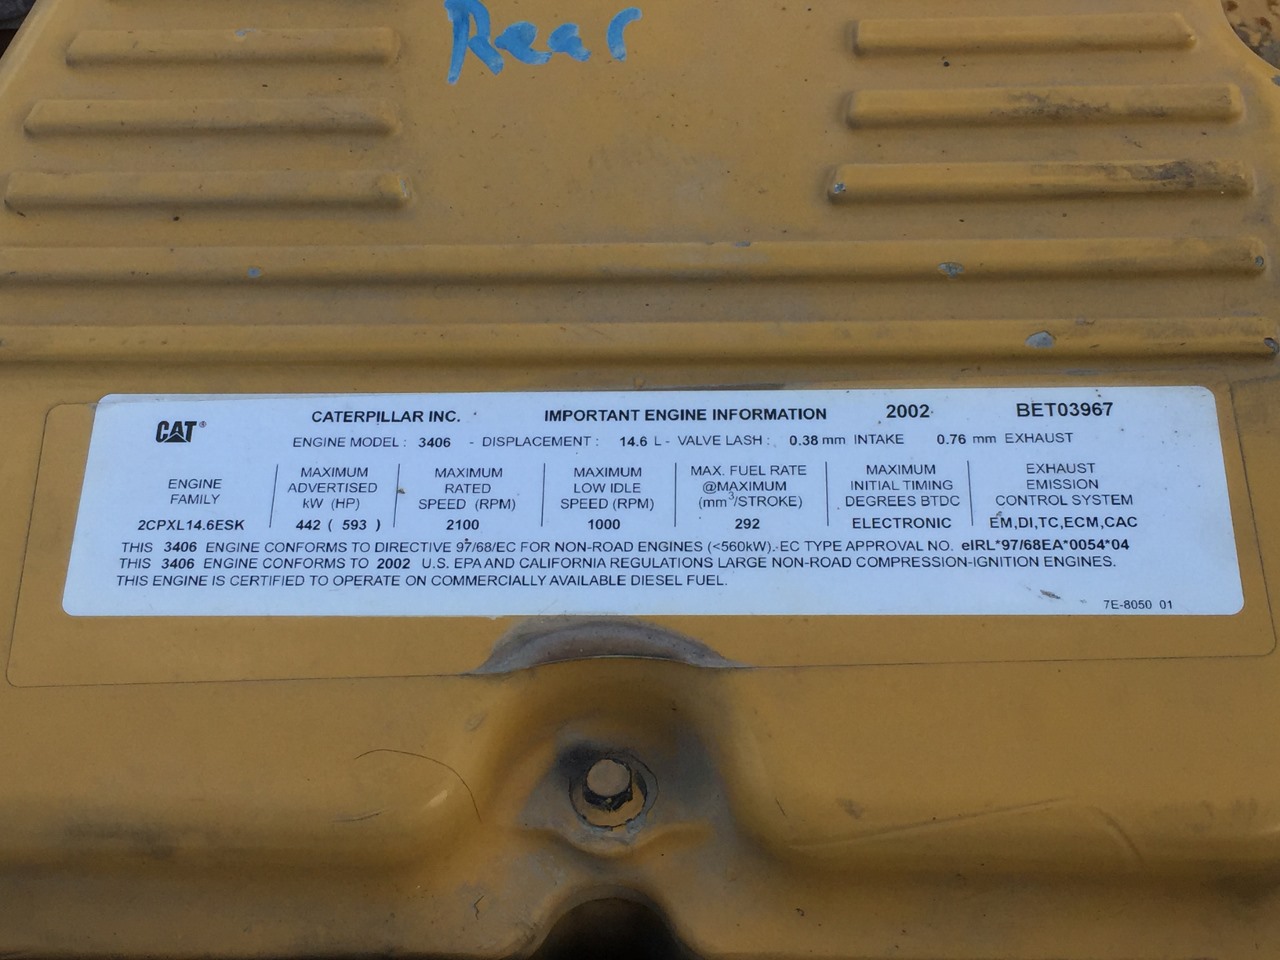 Rear
CATERPILLAR INC. IMPORTANT ENGINE INFORMATION 2002 BET03967
CAT®
ENGINE MODEL: 3406 - DISPLACEMENT: 14.6 L - VALVE LASH: 0.38 mm INTAKE 0.76 mm EXHAUST
ENGINE FAMILY 2CPXL14.6ESK
MAXIMUM ADVERTISED kW (HP) 442 ( 593 )
MAXIMUM RATED SPEED (RPM) 2100
MAXIMUM LOW IDLE SPEED (RPM) 1000
MAX. FUEL RATE @MAXIMUM (mm³/STROKE) 292
MAXIMUM INITIAL TIMING DEGREES BTDC ELECTRONIC
EXHAUST EMISSION CONTROL SYSTEM EM,DI,TC,ECM,CAC
THIS 3406 ENGINE CONFORMS TO DIRECTIVE 97/68/EC FOR NON-ROAD ENGINES (<560kW). EC TYPE APPROVAL NO. eIRL*97/68EA*0054*04
THIS 3406 ENGINE CONFORMS TO 2002 U.S. EPA AND CALIFORNIA REGULATIONS LARGE NON-ROAD COMPRESSION-IGNITION ENGINES.
THIS ENGINE IS CERTIFIED TO OPERATE ON COMMERCIALLY AVAILABLE DIESEL FUEL.
7E-8050 01